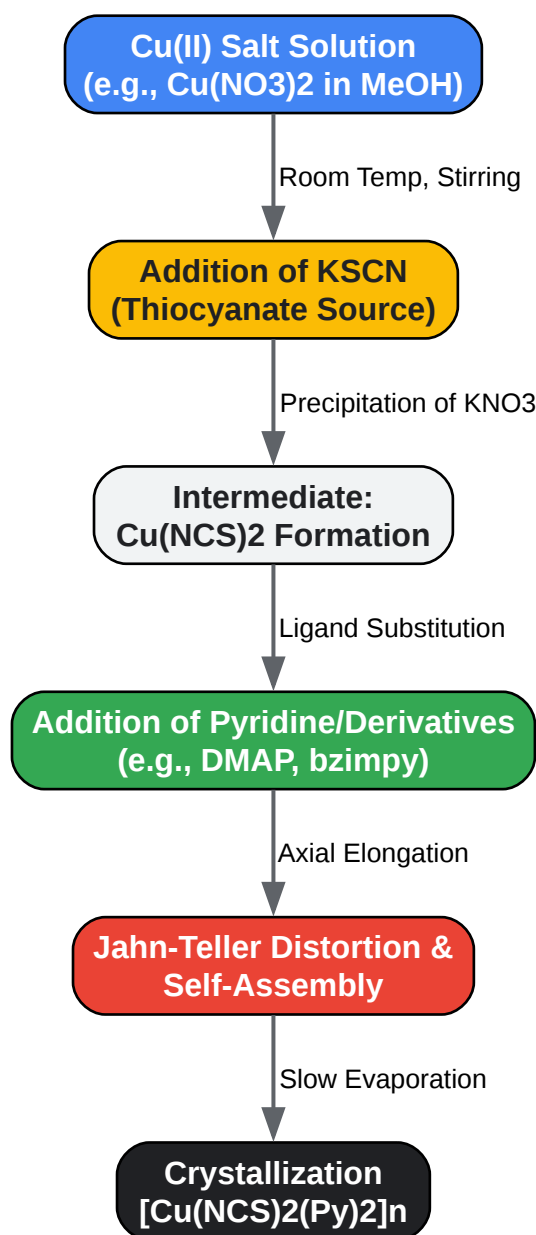 Cu(II) Salt Solution
(e.g., Cu(NO3)2 in MeOH)
Room Temp, Stirring
Addition of KSCN
(Thiocyanate Source)
Precipitation of KNO3
Intermediate:
Cu(NCS)2 Formation
Ligand Substitution
Addition of Pyridine/Derivatives
(e.g., DMAP, bzimpy)
Axial Elongation
Jahn-Teller Distortion &
Self-Assembly
Slow Evaporation
Crystallization
[Cu(NCS)2(Py)2]n